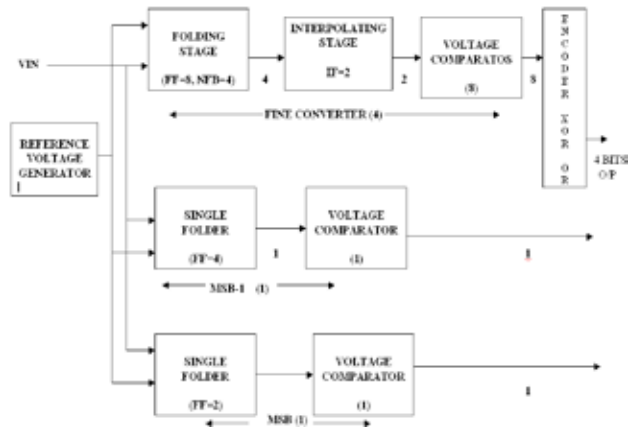 VIN
FOLDING
STAGE
(FF=8, NFB=4)
4
INTERPOLATING
STAGE
IF=2
2
VOLTAGE
COMPARATOS
(8)
8
ENCODER XOR OR
FINE CONVERTER (4)
4 BITS
O/P
REFERENCE
VOLTAGE
GENERATOR
SINGLE
FOLDER
(FF=4)
1
VOLTAGE
COMPARATOR
(1)
1
MSB-1 (1)
SINGLE
FOLDER
(FF=2)
VOLTAGE
COMPARATOR
(1)
1
MSB (1)